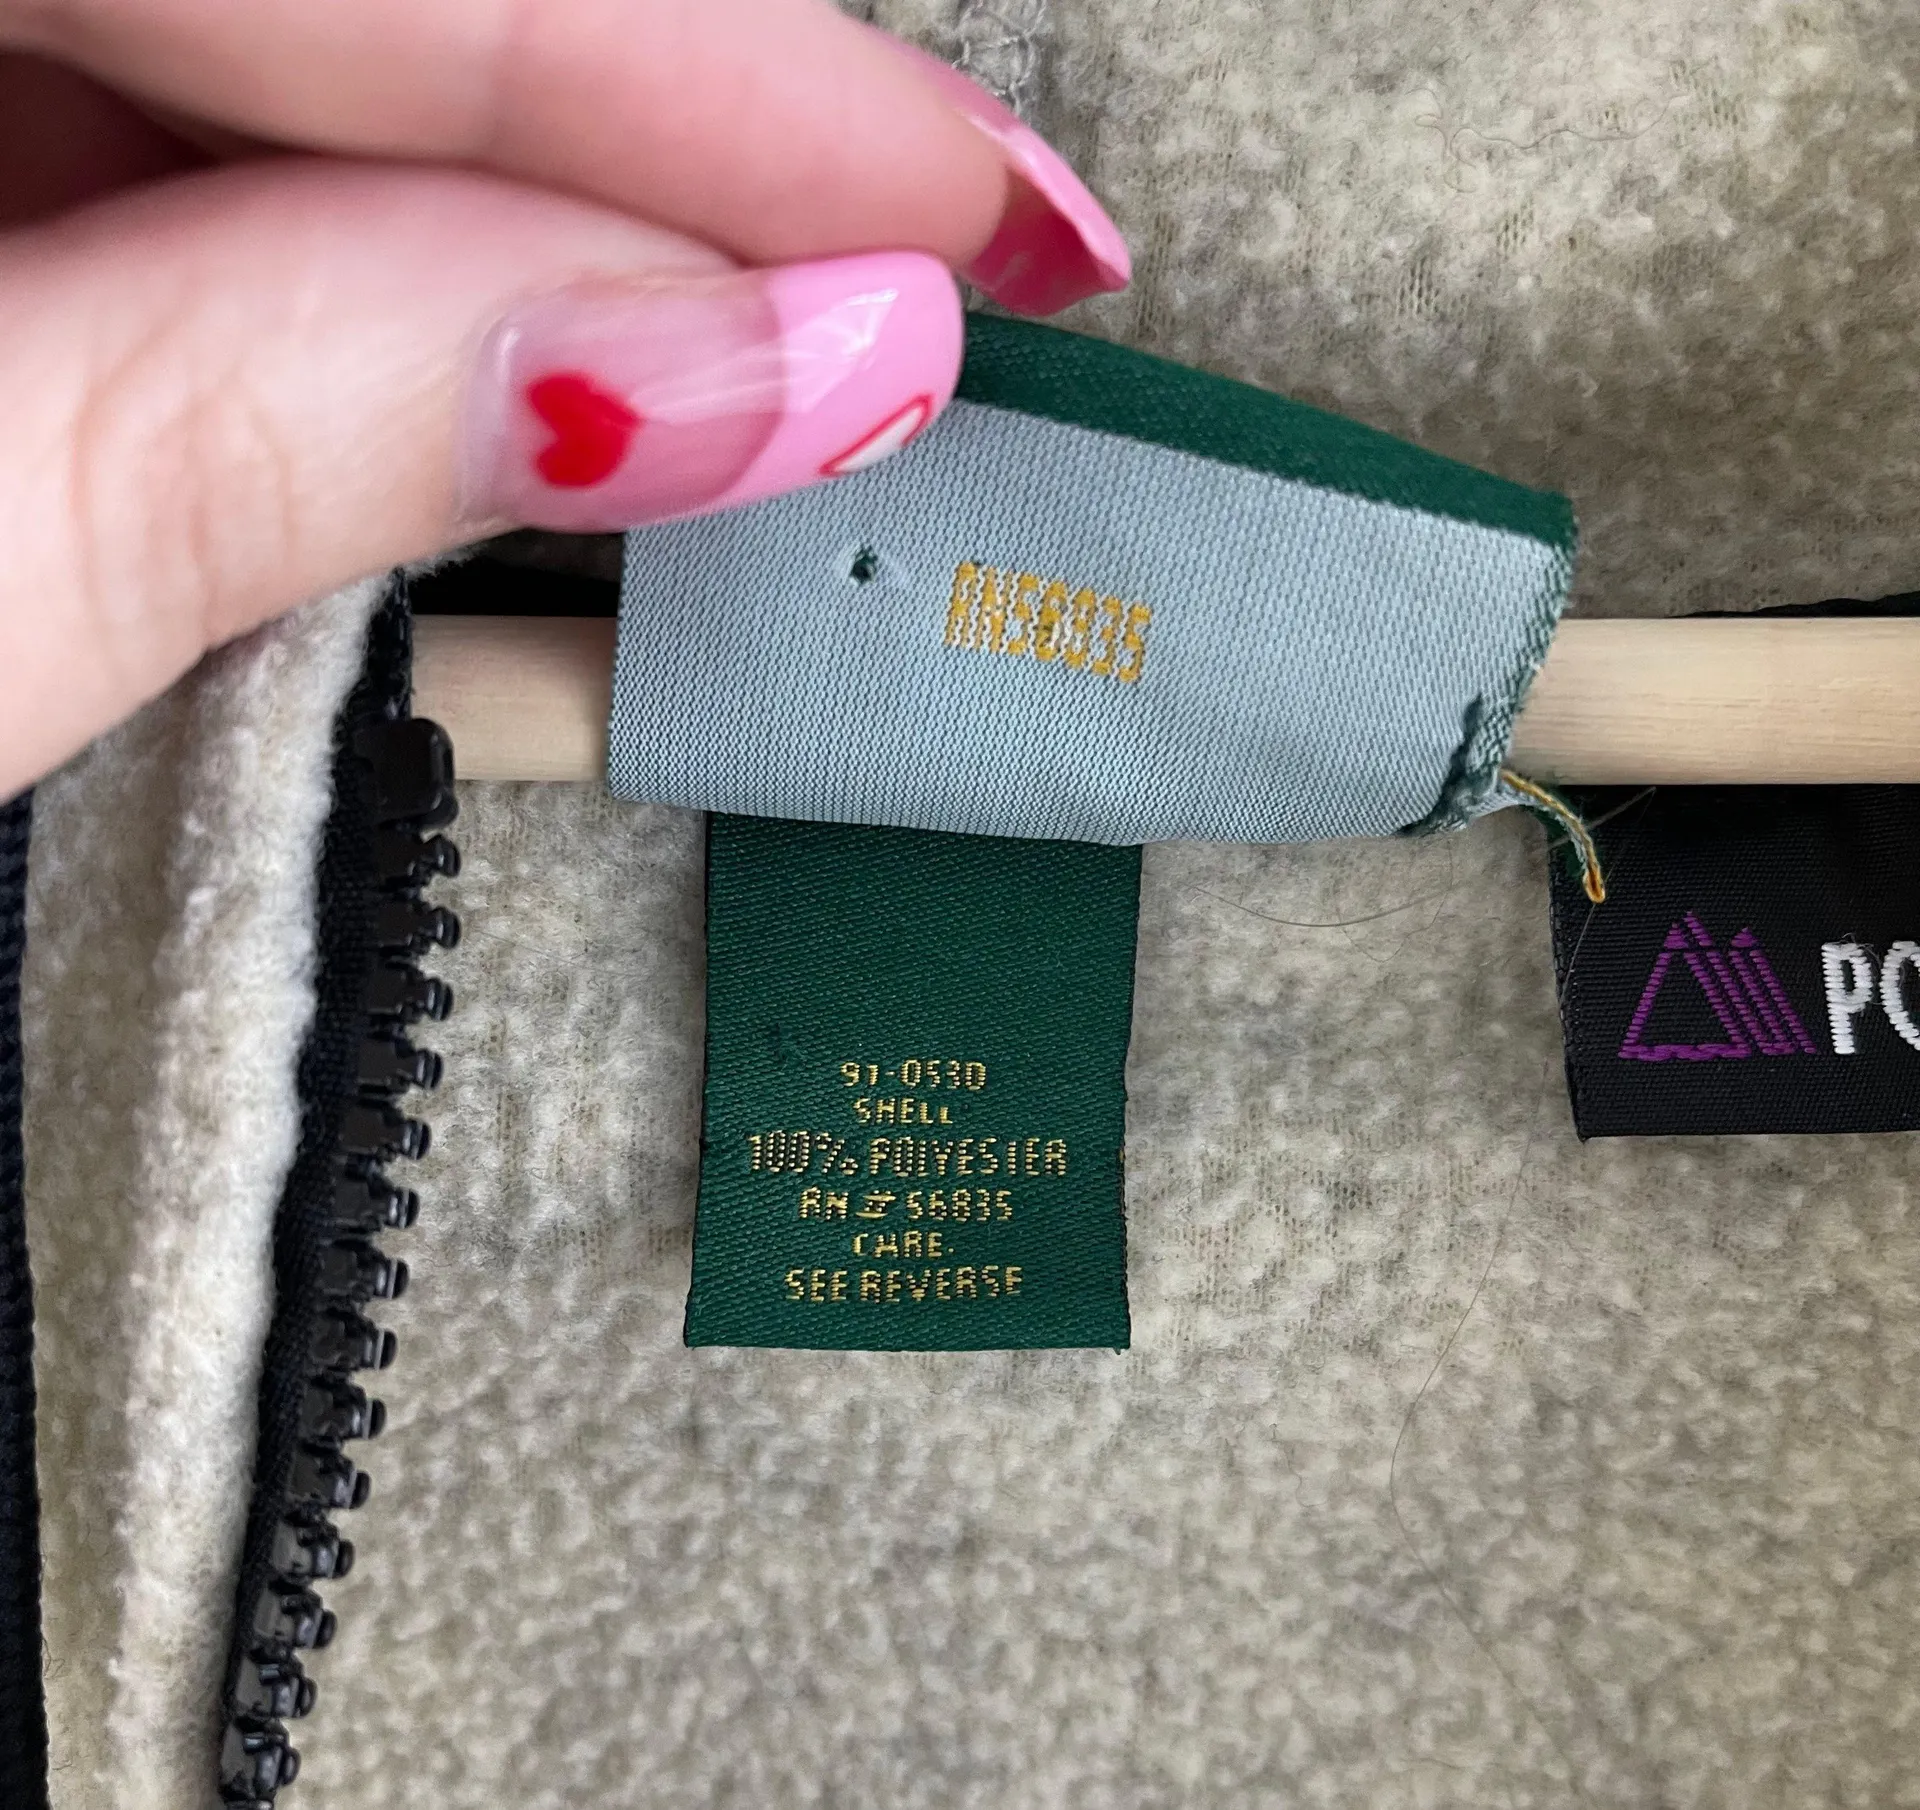 RN56835
91-0530
SHELL
100% POLYESTER
RN # 56835
CARE.
SEE REVERSE
PO